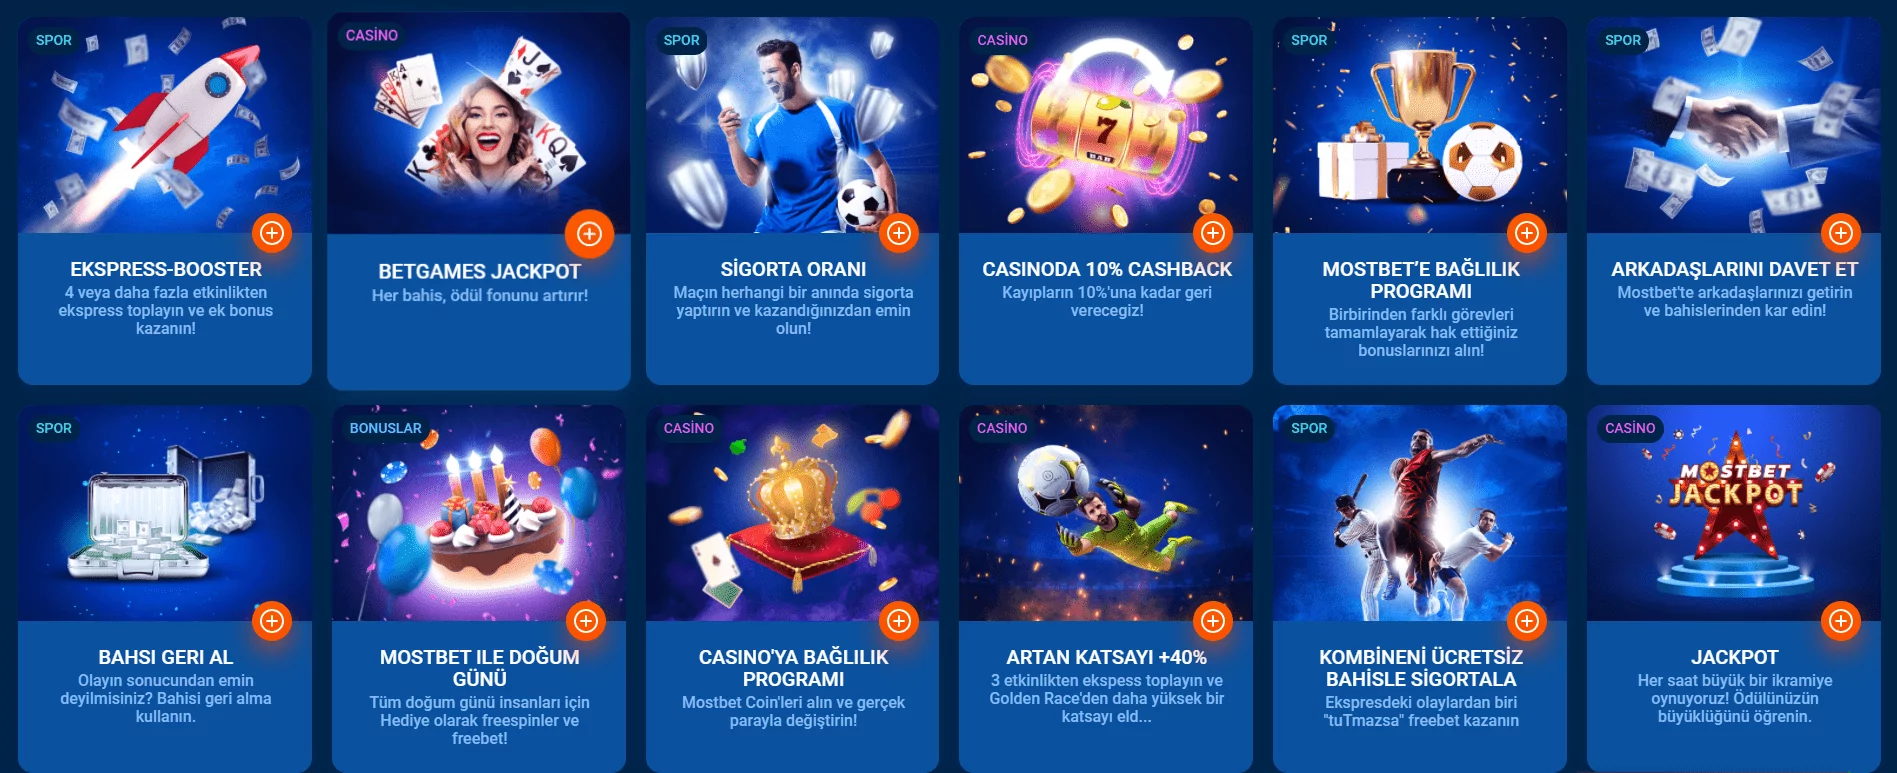 SPOR
EKSPRESS-BOOSTER
4 veya daha fazla etkinlikten
ekspress toplayın ve ek bonus
kazanın!
CASİNO
BETGAMES JACKPOT
Her bahis, ödül fonunu artırır!
SPOR
SİGORTA ORANI
Maçın herhangi bir anında sigorta
yaptırın ve kazandığınızdan emin
olun!
CASİNO
7
BAR
CASINODA 10% CASHBACK
Kayıpların 10%'una kadar geri
verecegiz!
SPOR
MOSTBET'E BAĞLILIK
PROGRAMI
Birbirinden farklı görevleri
tamamlayarak hak ettiğiniz
bonuslarınızı alın!
SPOR
ARKADAŞLARINI DAVET ET
Mostbet'te arkadaşlarınızı getirin
ve bahislerinden kar edin!
SPOR
BAHSI GERI AL
Olayın sonucundan emin
deyilmisiniz? Bahisi geri alma
kullanın.
BONUSLAR
MOSTBET ILE DOĞUM
GÜNÜ
Tüm doğum günü insanları için
Hediye olarak freespinler ve
freebet!
CASİNO
CASINO'YA BAĞLILIK
PROGRAMI
Mostbet Coin'leri alın ve gerçek
parayla değiştirin!
CASİNO
ARTAN KATSAYI +40%
3 etkinlikten ekspess toplayın ve
Golden Race'den daha yüksek bir
katsayı eld...
SPOR
KOMBİNENİ ÜCRETSİZ
BAHİSLE SİGORTALA
Ekspresdeki olaylardan biri
"tuTmazsa" freebet kazanın
CASİNO
MOSTBET
JACKPOT
JACKPOT
Her saat büyük bir ikramiye
oynuyoruz! Ödülünüzün
büyüklüğünü öğrenin.